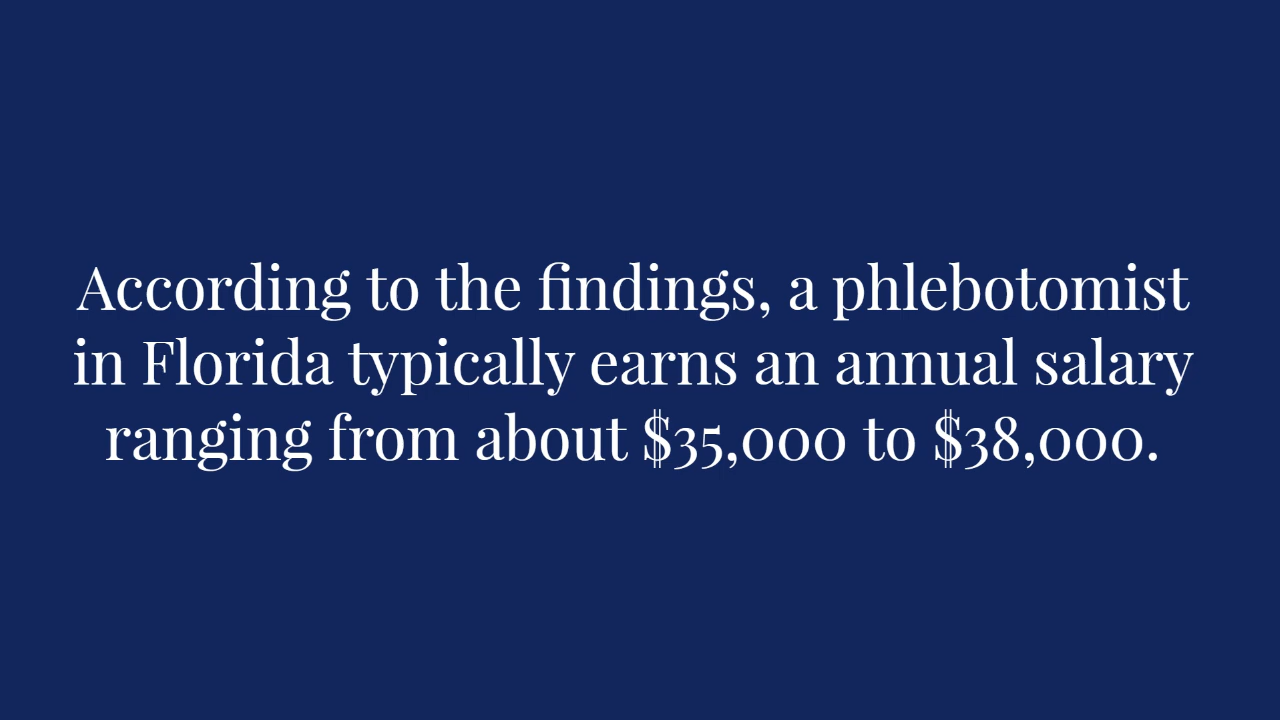 According to the findings, a phlebotomist
in Florida typically earns an annual salary
ranging from about $35,000 to $38,000.